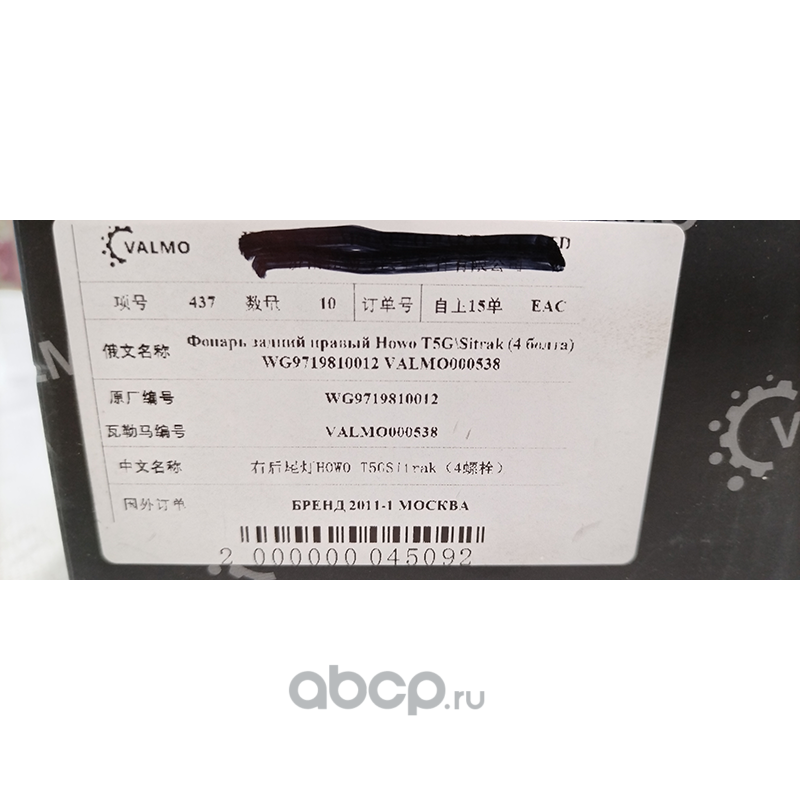 VALMO
项号 437 数量 10 订单号 自上15单 EAC
俄文名称 Фонарь задний правый Howo T5G\Sitrak (4 болта)
WG9719810012 VALMO000538
原厂编号 WG9719810012
瓦勒马编号 VALMO000538
中文名称 右后尾灯HOWO T5GSitrak（4螺栓）
国外订单 БРЕНД 2011-1 МОСКВА
2 000000 045092
abcp.ru